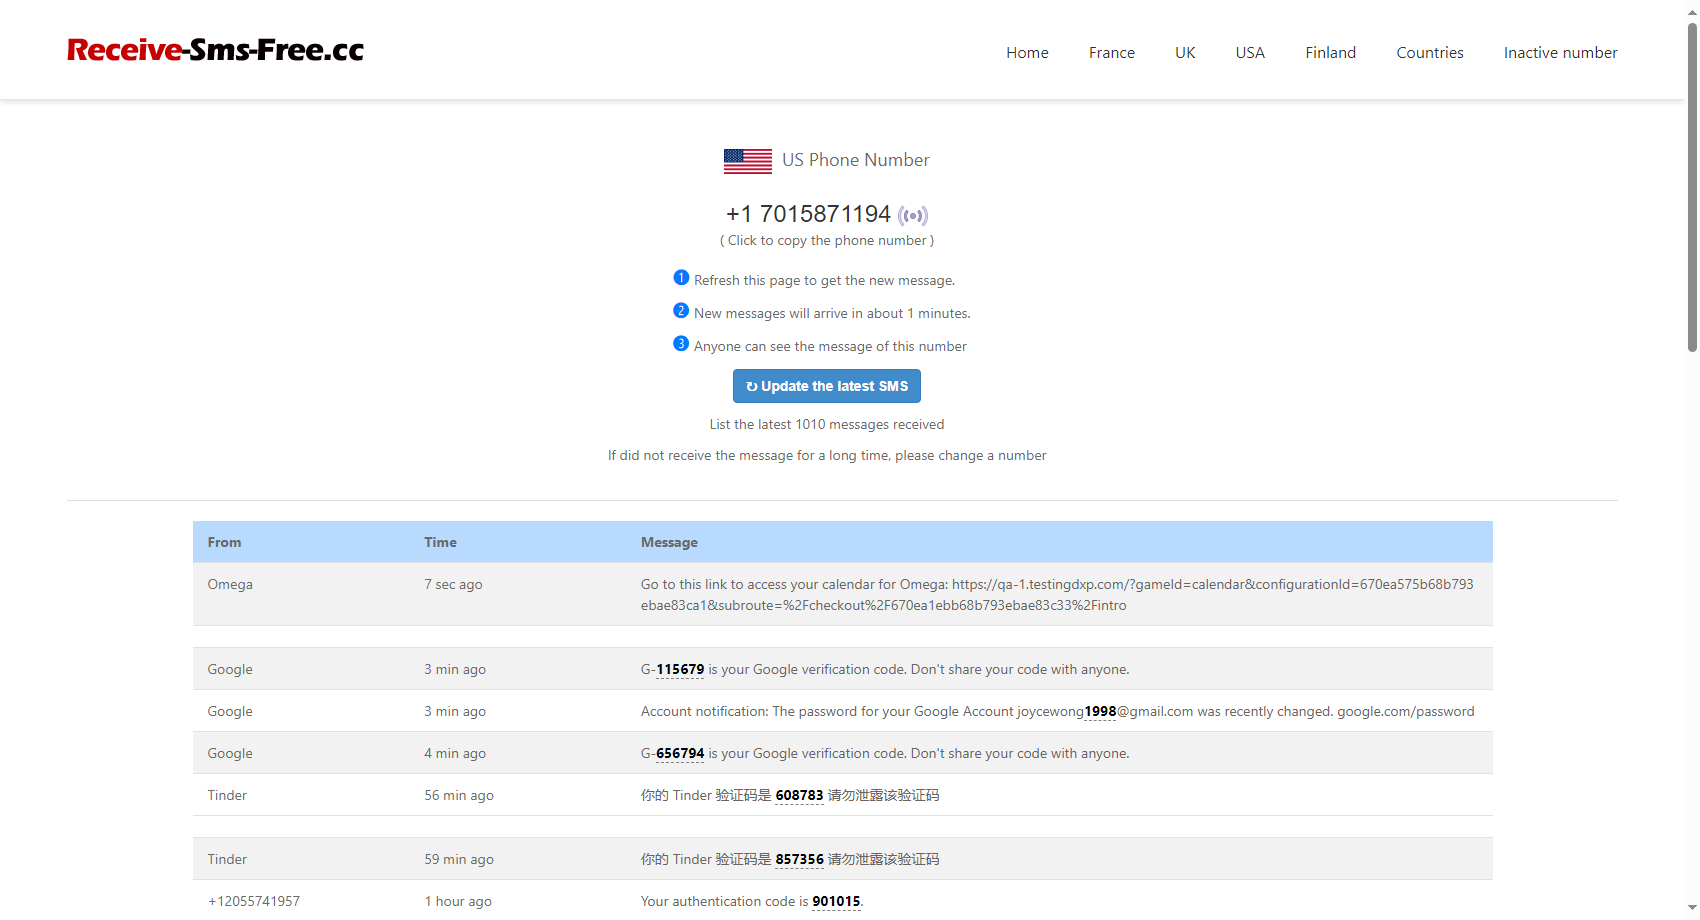 Receive-Sms-Free.cc
Home France UK USA Finland Countries Inactive number
US Phone Number
+1 7015871194
( Click to copy the phone number )
1 Refresh this page to get the new message.
2 New messages will arrive in about 1 minutes.
3 Anyone can see the message of this number
↻ Update the latest SMS
List the latest 1010 messages received
If did not receive the message for a long time, please change a number
From Time Message
Omega 7 sec ago Go to this link to access your calendar for Omega: https://qa-1.testingdxp.com/?gameId=calendar&configurationId=670ea575b68b793
ebae83ca1&subroute=%2Fcheckout%2F670ea1ebb68b793ebae83c33%2Fintro
Google 3 min ago G-115679 is your Google verification code. Don't share your code with anyone.
Google 3 min ago Account notification: The password for your Google Account joycewong1998@gmail.com was recently changed. google.com/password
Google 4 min ago G-656794 is your Google verification code. Don't share your code with anyone.
Tinder 56 min ago 你的 Tinder 验证码是 608783 请勿泄露该验证码
Tinder 59 min ago 你的 Tinder 验证码是 857356 请勿泄露该验证码
+12055741957 1 hour ago Your authentication code is 901015.